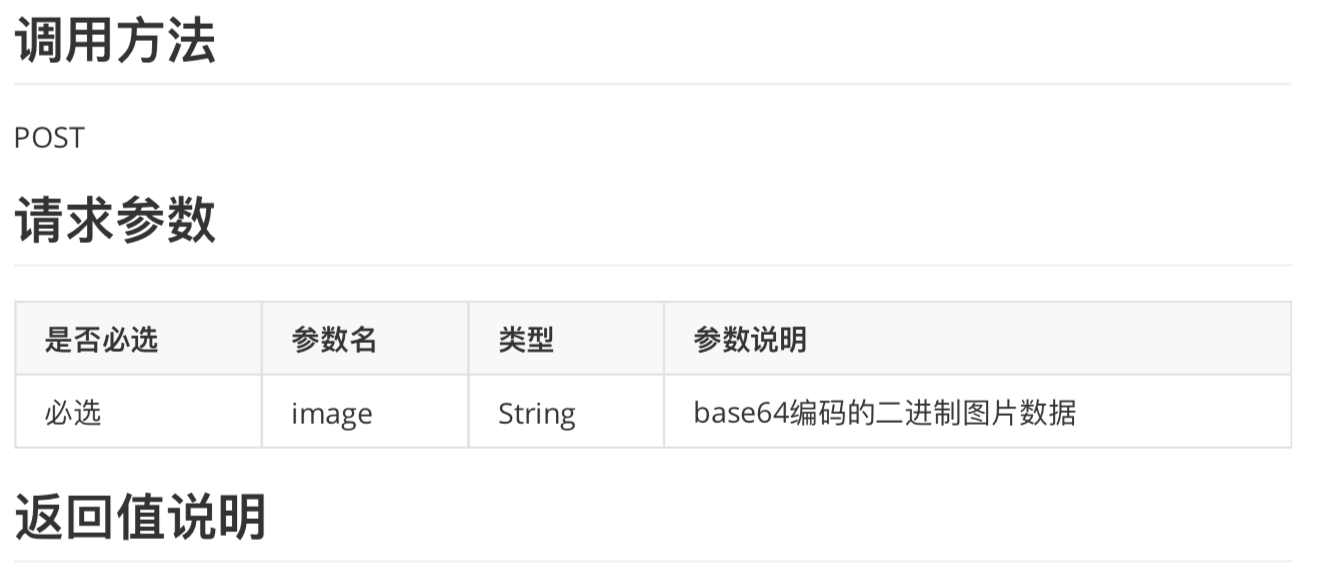 调用方法
POST
请求参数
是否必选 参数名 类型 参数说明
必选 image String base64编码的二进制图片数据
返回值说明